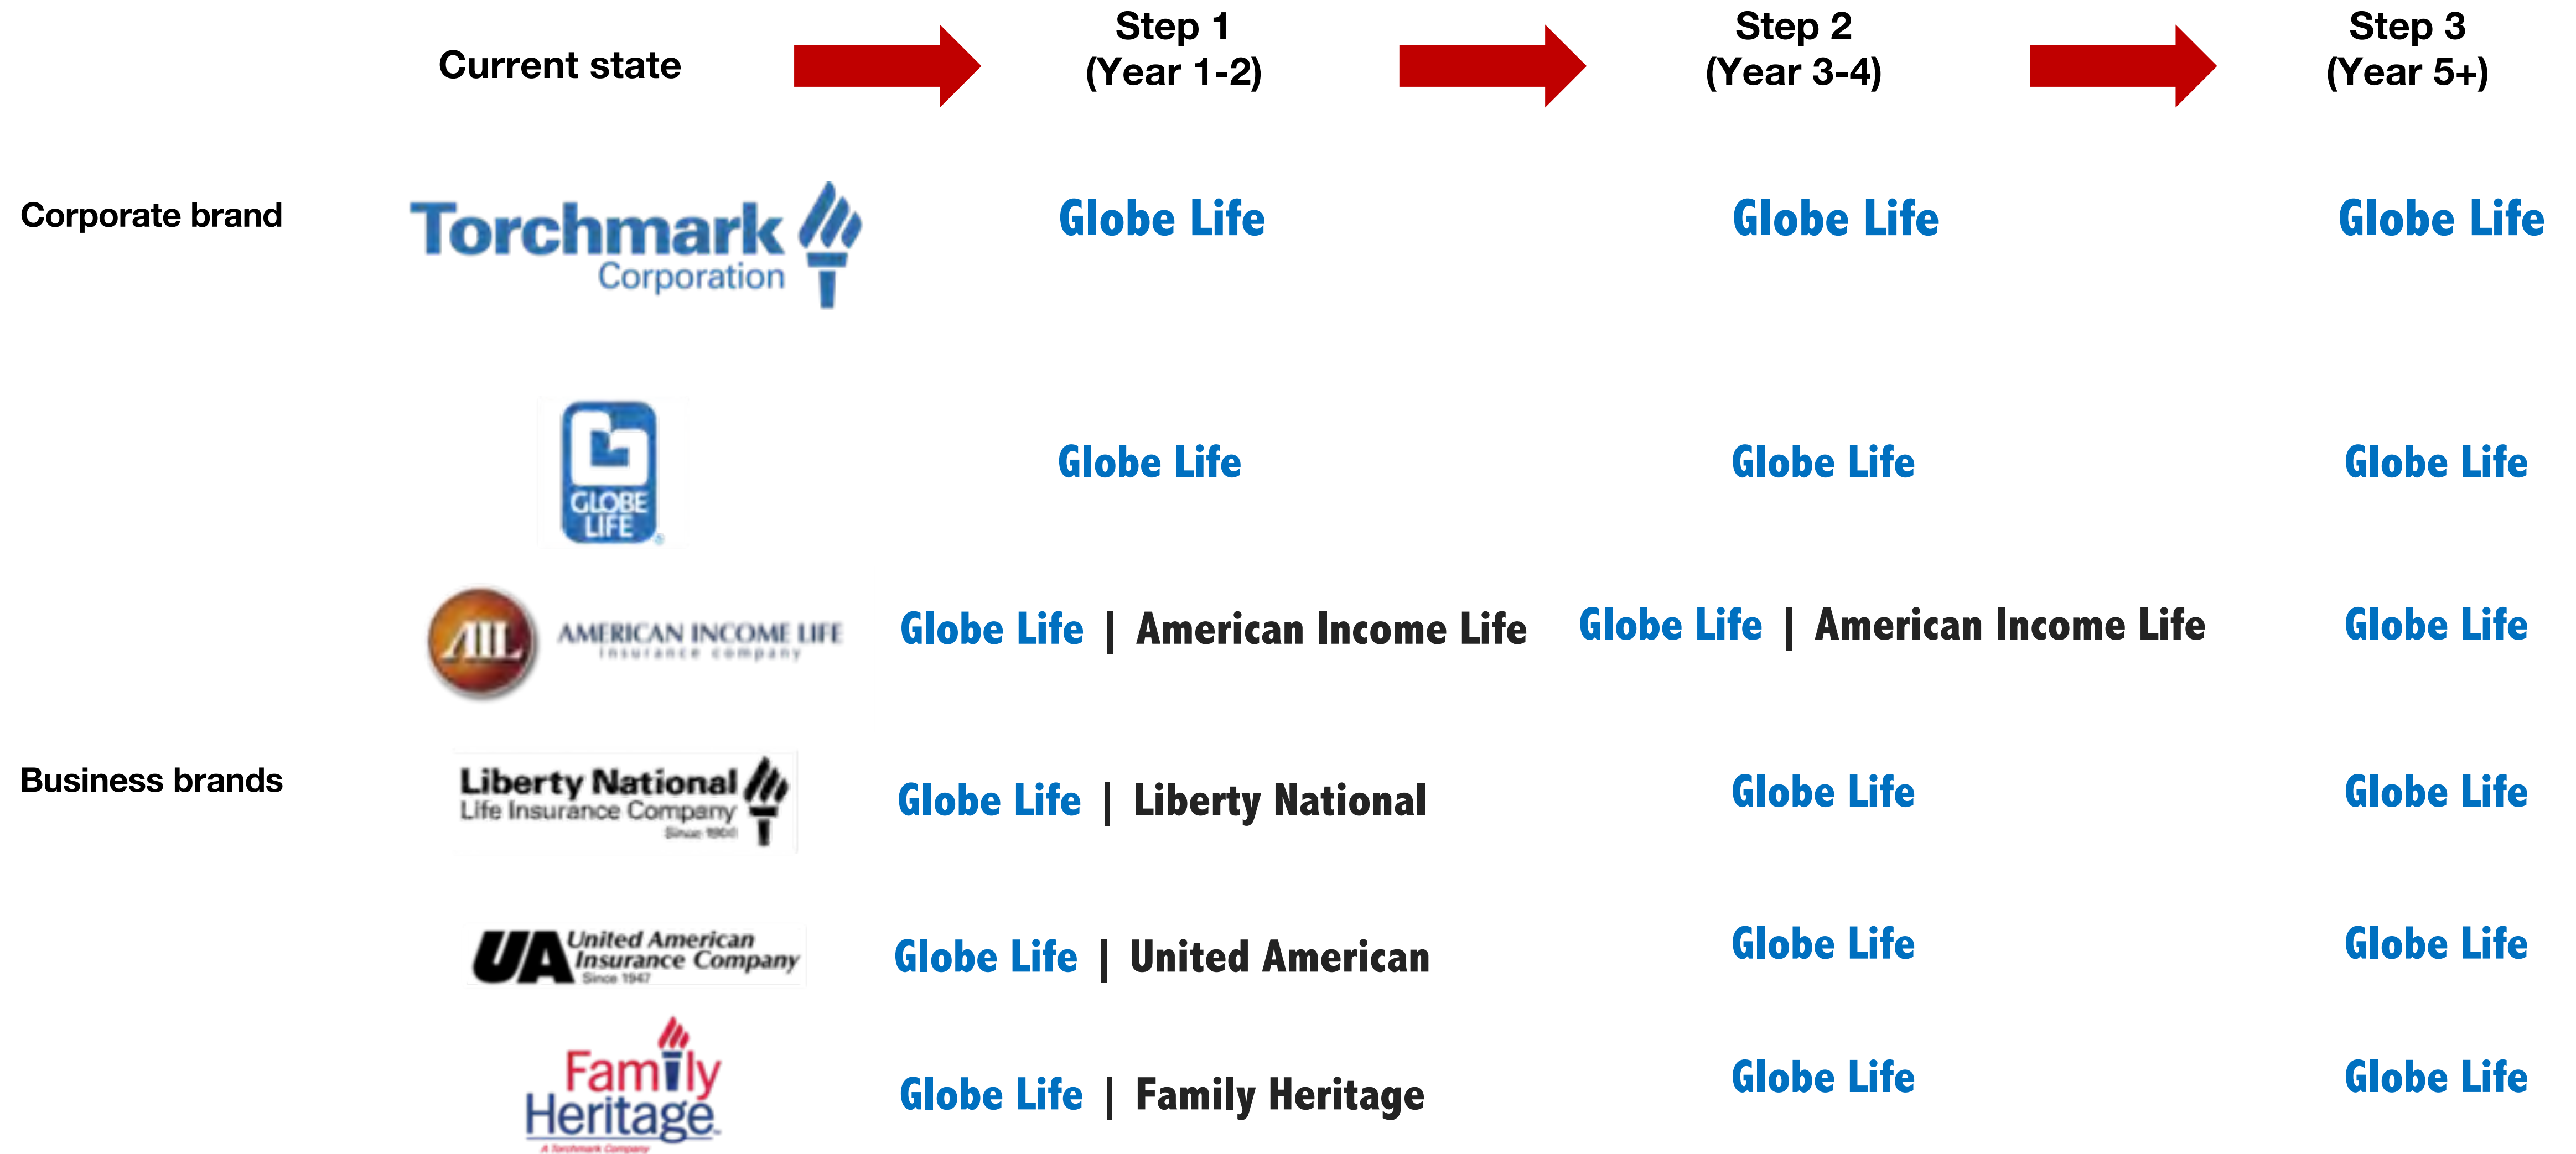 Current state
Step 1
(Year 1-2)
Step 2
(Year 3-4)
Step 3
(Year 5+)
Corporate brand
Torchmark
Corporation
Globe Life
Globe Life
Globe Life
GLOBE
LIFE
Globe Life
Globe Life
Globe Life
AIL
AMERICAN INCOME LIFE
insurance company
Globe Life | American Income Life
Globe Life | American Income Life
Globe Life
Business brands
Liberty National
Life Insurance Company
Since 1900
Globe Life | Liberty National
Globe Life
Globe Life
UA
United American
Insurance Company
Since 1947
Globe Life | United American
Globe Life
Globe Life
Family
Heritage
A Torchmark Company
Globe Life | Family Heritage
Globe Life
Globe Life